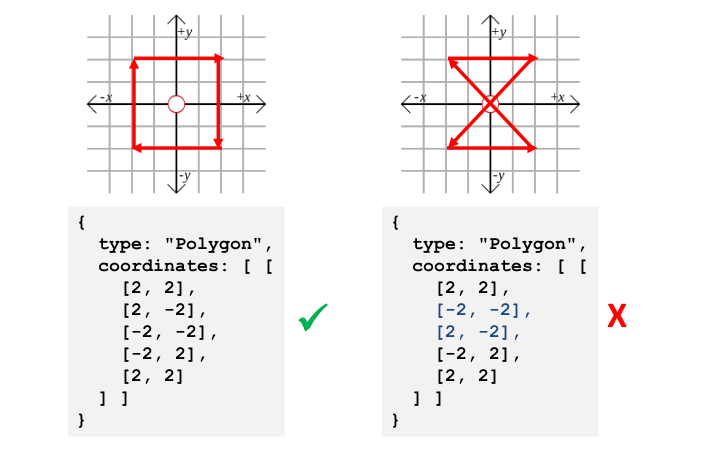 +y
-x
+x
-y
{
type: "Polygon",
coordinates: [ [
[2, 2],
[2, -2],
[-2, -2],
[-2, 2],
[2, 2]
] ]
}
+y
-x
+x
-y
{
type: "Polygon",
coordinates: [ [
[2, 2],
[-2, -2],
[2, -2],
[-2, 2],
[2, 2]
] ]
}
X